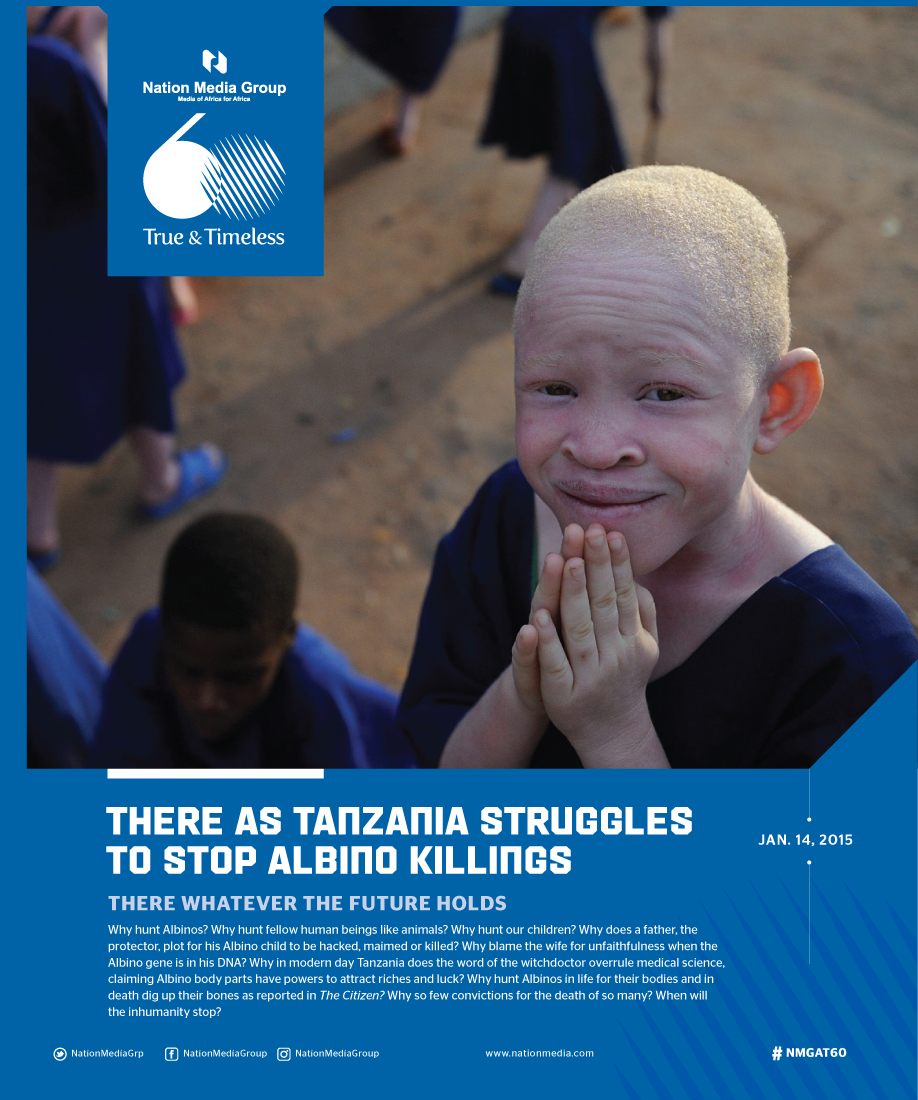 Nation Media Group
Media of Africa for Africa
60
True & Timeless
THERE AS TANZANIA STRUGGLES
TO STOP ALBINO KILLINGS
JAN. 14, 2015
THERE WHATEVER THE FUTURE HOLDS
Why hunt Albinos? Why hunt fellow human beings like animals? Why hunt our children? Why does a father, the
protector, plot for his Albino child to be hacked, maimed or killed? Why blame the wife for unfaithfulness when the
Albino gene is in his DNA? Why in modern day Tanzania does the word of the witchdoctor overrule medical science,
claiming Albino body parts have powers to attract riches and luck? Why hunt Albinos in life for their bodies and in
death dig up their bones as reported in The Citizen? Why so few convictions for the death of so many? When will
the inhumanity stop?
NationMediaGrp NationMediaGroup NationMediaGroup www.nationmedia.com # NMGAT60